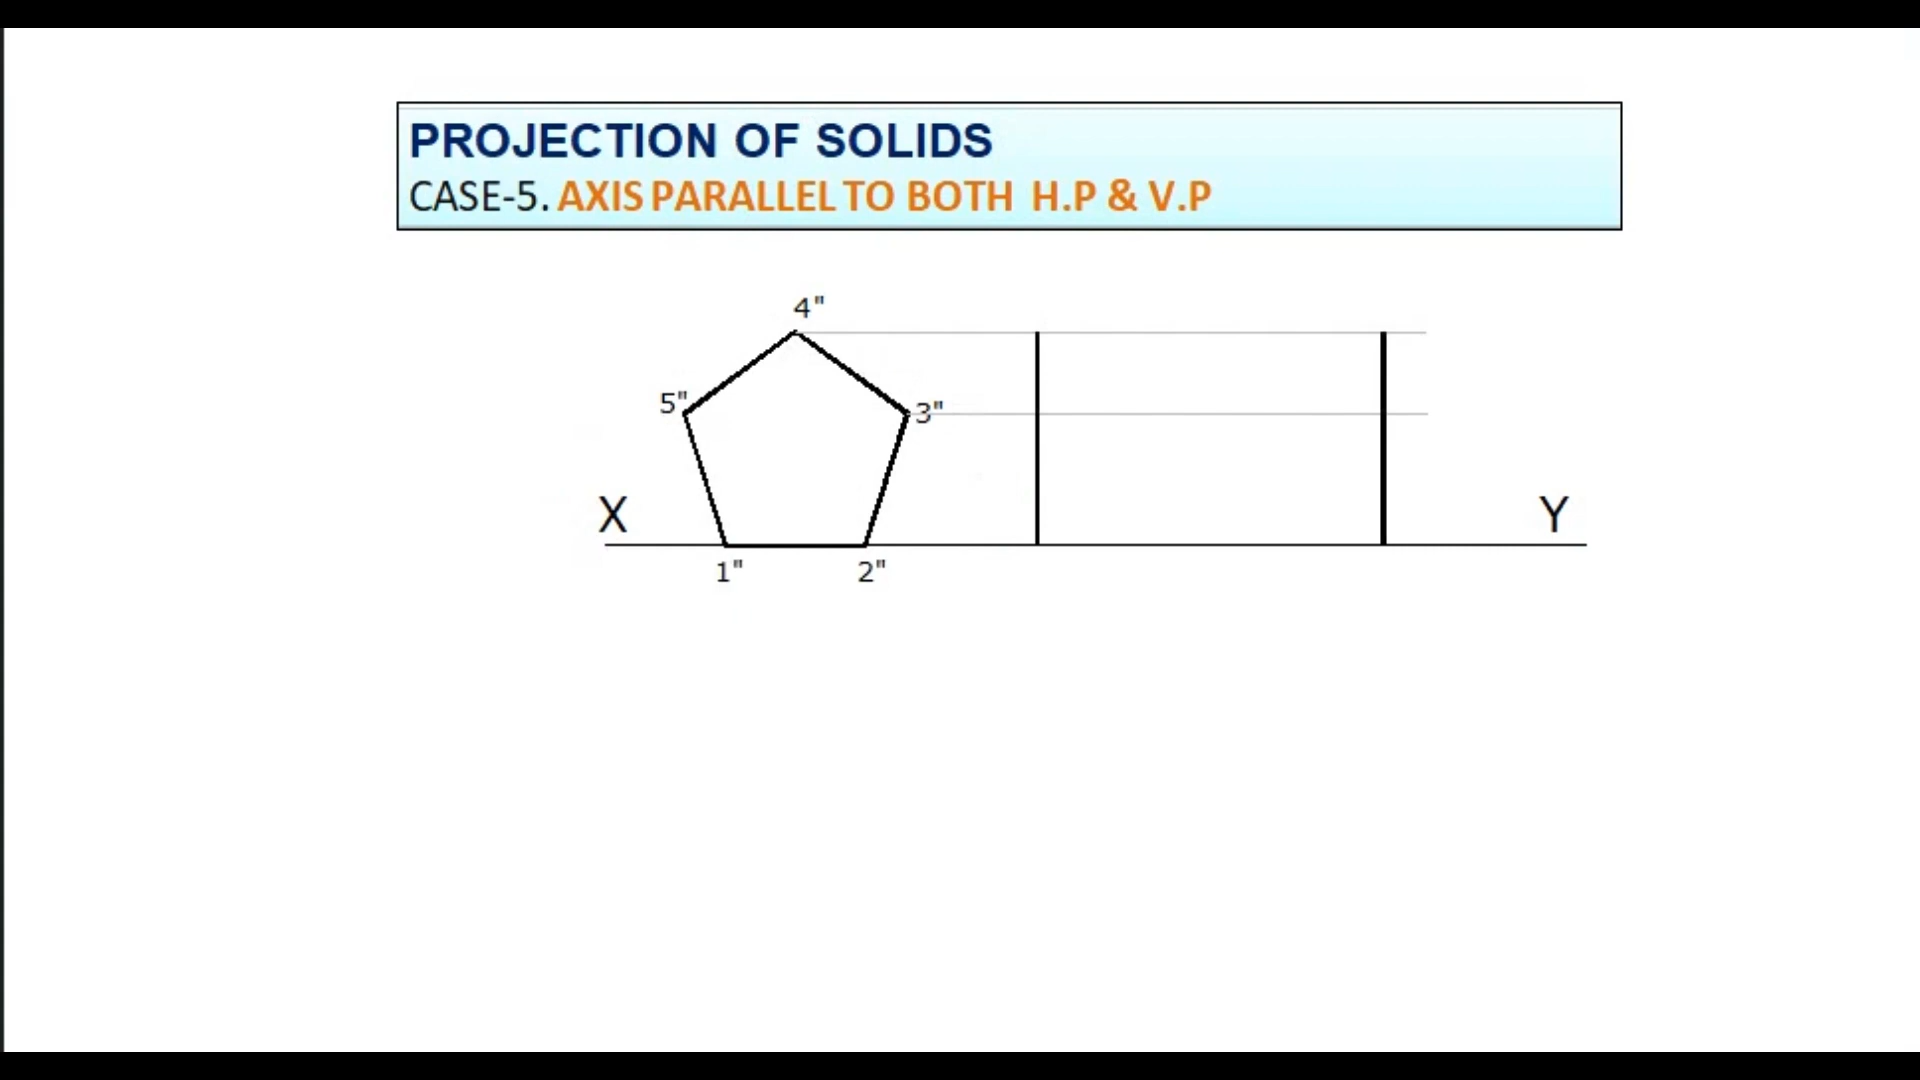 PROJECTION OF SOLIDS
CASE-5. AXIS PARALLEL TO BOTH H.P & V.P
4"
5"
3"
X
Y
1"
2"